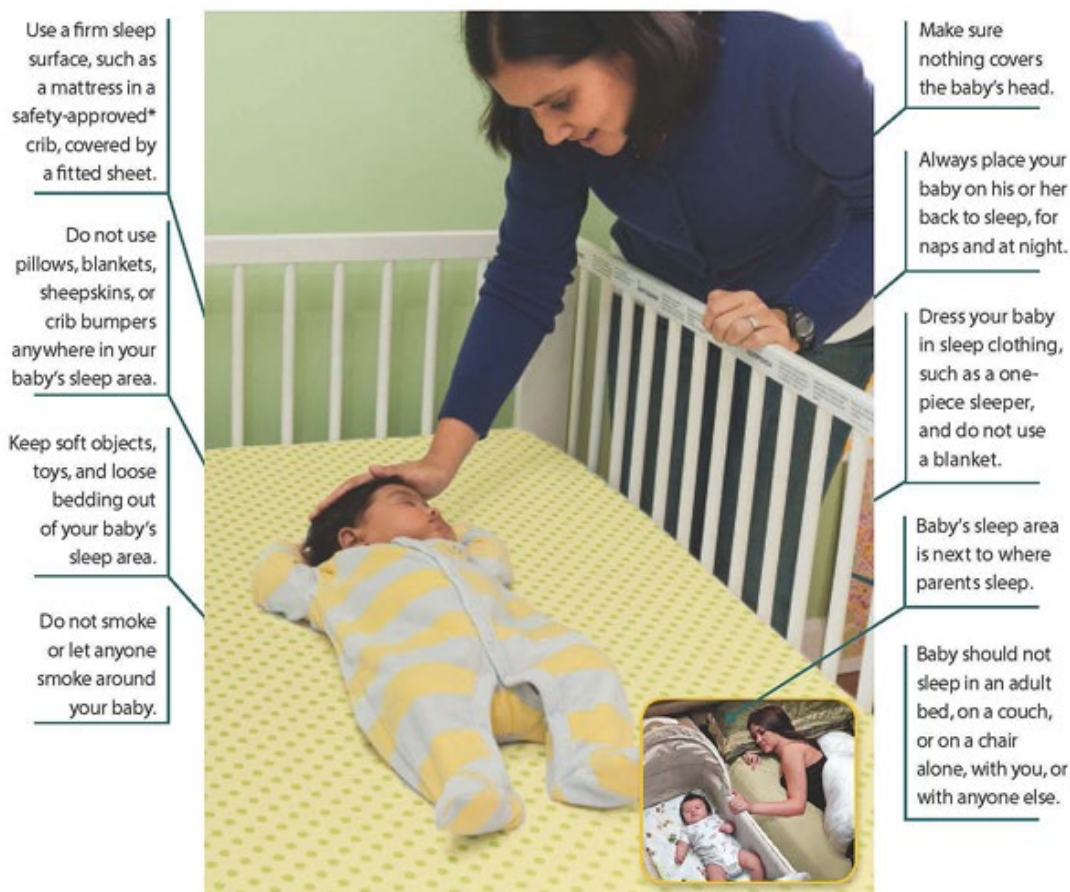 Use a firm sleep
surface, such as
a mattress in a
safety-approved*
crib, covered by
a fitted sheet.
Do not use
pillows, blankets,
sheepskins, or
crib bumpers
anywhere in your
baby's sleep area.
Keep soft objects,
toys, and loose
bedding out
of your baby's
sleep area.
Do not smoke
or let anyone
smoke around
your baby.
Make sure
nothing covers
the baby's head.
Always place your
baby on his or her
back to sleep, for
naps and at night.
Dress your baby
in sleep clothing,
such as a one-
piece sleeper,
and do not use
a blanket.
Baby's sleep area
is next to where
parents sleep.
Baby should not
sleep in an adult
bed, on a couch,
or on a chair
alone, with you, or
with anyone else.